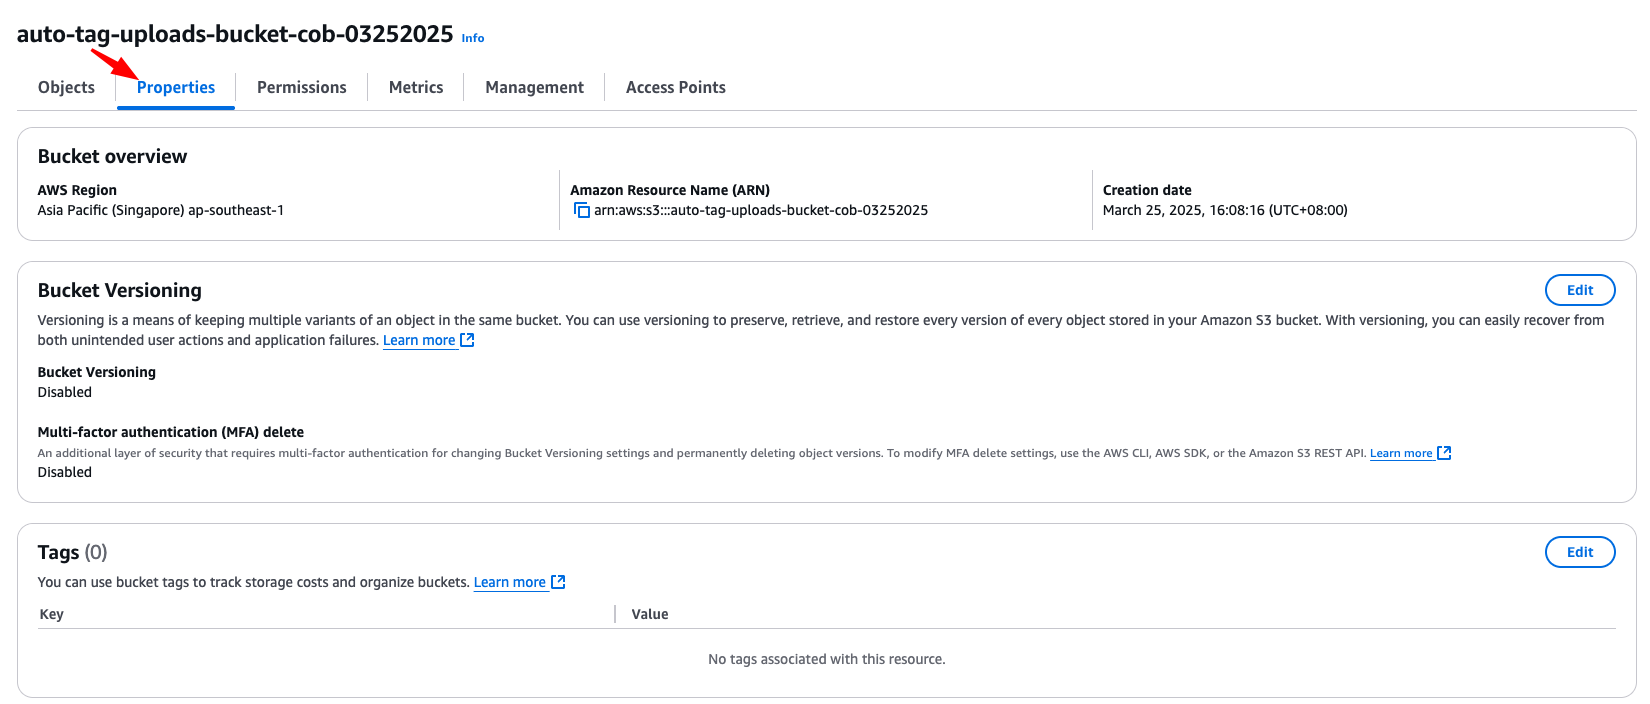 auto-tag-uploads-bucket-cob-03252025 Info
Objects Properties Permissions Metrics Management Access Points
Bucket overview
AWS Region
Asia Pacific (Singapore) ap-southeast-1
Amazon Resource Name (ARN)
arn:aws:s3:::auto-tag-uploads-bucket-cob-03252025
Creation date
March 25, 2025, 16:08:16 (UTC+08:00)
Bucket Versioning
Edit
Versioning is a means of keeping multiple variants of an object in the same bucket. You can use versioning to preserve, retrieve, and restore every version of every object stored in your Amazon S3 bucket. With versioning, you can easily recover from
both unintended user actions and application failures. Learn more
Bucket Versioning
Disabled
Multi-factor authentication (MFA) delete
An additional layer of security that requires multi-factor authentication for changing Bucket Versioning settings and permanently deleting object versions. To modify MFA delete settings, use the AWS CLI, AWS SDK, or the Amazon S3 REST API. Learn more
Disabled
Tags (0)
Edit
You can use bucket tags to track storage costs and organize buckets. Learn more
Key Value
No tags associated with this resource.